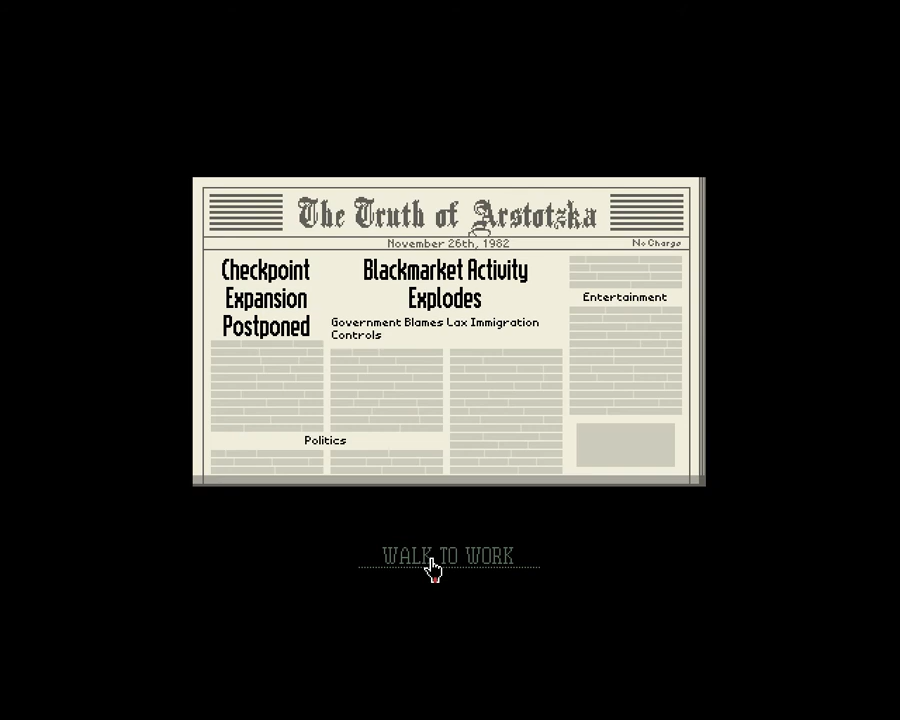 The Truth of Arstotzka
November 26th, 1982
No Charge
Checkpoint
Expansion
Postponed
Blackmarket Activity
Explodes
Government Blames Lax Immigration
Controls
Entertainment
Politics
WALK TO WORK